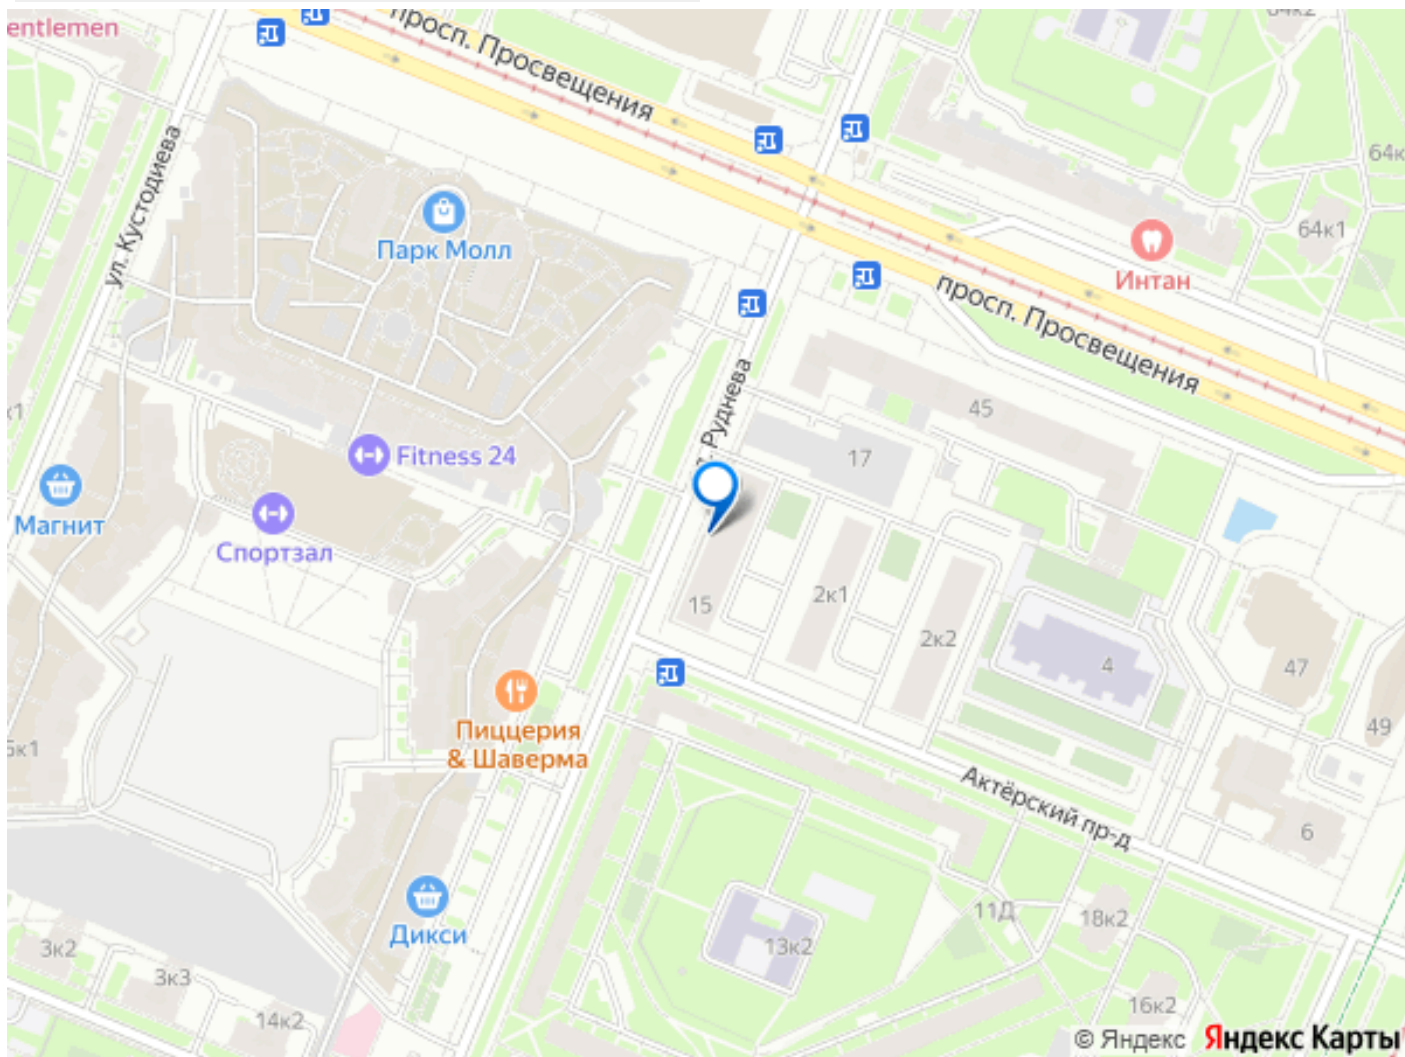 entlemen
просп. Просвещения
64к2
64к
64к1
ул. Кустодиева
Парк Молл
Интан
просп. Просвещения
Руднева
45
к1
Fitness 24
17
Магнит
Спортзал
15
2к1
2к2
4
47
49
5к1
Пиццерия
& Шаверма
Актёрский пр-д
6
Дикси
11Д
18к2
13к2
3к2
3к3
14к2
16к2
© Яндекс Яндекс Карты